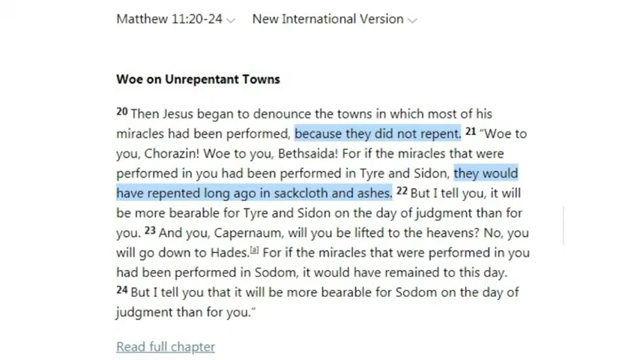 Matthew 11:20-24 New International Version
Woe on Unrepentant Towns
20 Then Jesus began to denounce the towns in which most of his
miracles had been performed, because they did not repent. 21 “Woe to
you, Chorazin! Woe to you, Bethsaida! For if the miracles that were
performed in you had been performed in Tyre and Sidon, they would
have repented long ago in sackcloth and ashes. 22 But I tell you, it will
be more bearable for Tyre and Sidon on the day of judgment than for
you. 23 And you, Capernaum, will you be lifted to the heavens? No, you
will go down to Hades.[a] For if the miracles that were performed in you
had been performed in Sodom, it would have remained to this day.
24 But I tell you that it will be more bearable for Sodom on the day of
judgment than for you.”
Read full chapter